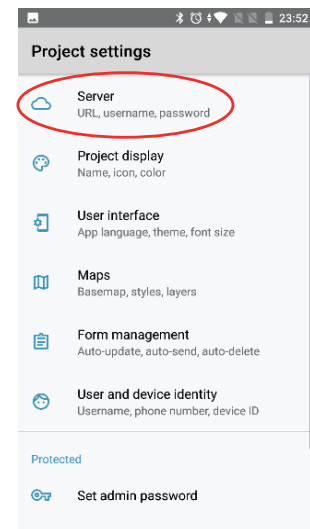 23:52
Project settings
Server
URL, username, password
Project display
Name, icon, color
User interface
App language, theme, font size
Maps
Basemap, styles, layers
Form management
Auto-update, auto-send, auto-delete
User and device identity
Username, phone number, device ID
Protected
Set admin password